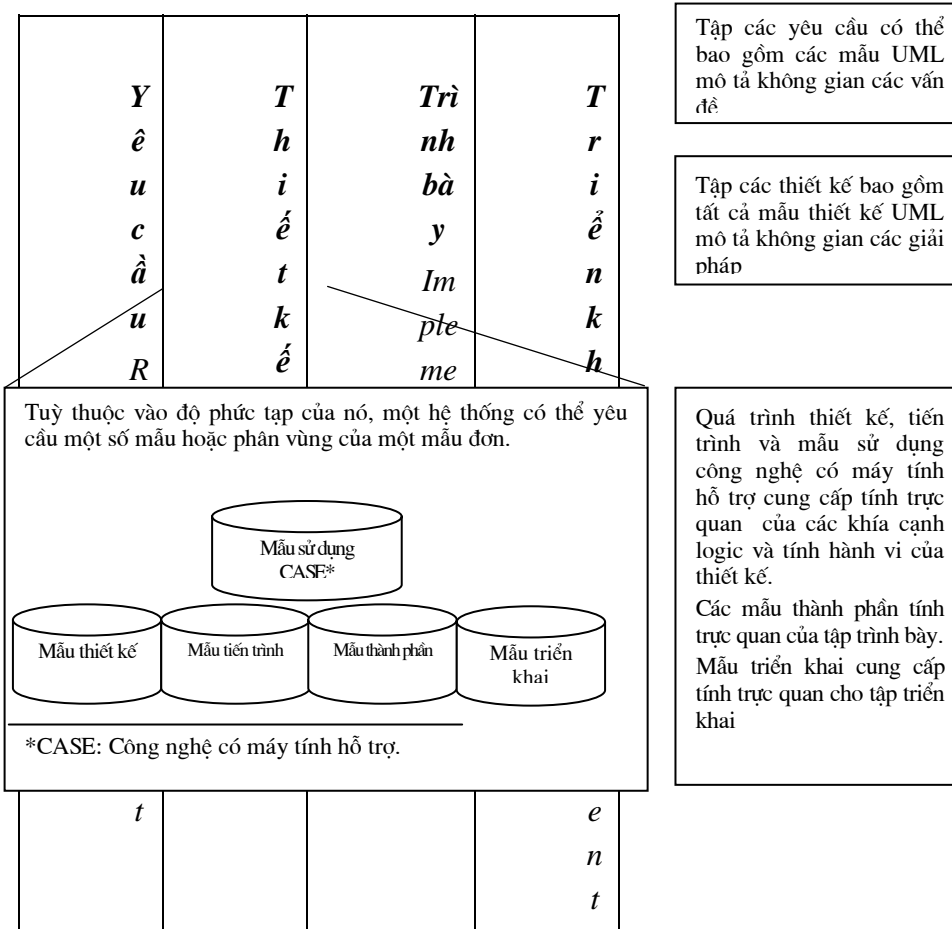 Y
ê
u
c
ầ
u
R
t
T
h
i
ế
t
k
ế
Trì
nh
bà
y
Im
ple
me
T
r
i
ể
n
k
h
e
n
t
Tập các yêu cầu có thể
bao gồm các mẫu UML
mô tả không gian các vấn
đề
Tập các thiết kế bao gồm
tất cả mẫu thiết kế UML
mô tả không gian các giải
pháp
Tuỳ thuộc vào độ phức tạp của nó, một hệ thống có thể yêu
cầu một số mẫu hoặc phân vùng của một mẫu đơn.
Mẫu sử dụng
CASE*
Mẫu thiết kế
Mẫu tiến trình
Mẫu thành phần
Mẫu triển
khai
*CASE: Công nghệ có máy tính hỗ trợ.
Quá trình thiết kế, tiến
trình và mẫu sử dụng
công nghệ có máy tính
hỗ trợ cung cấp tính trực
quan của các khía cạnh
logic và tính hành vi của
thiết kế.
Các mẫu thành phần tính
trực quan của tập trình bày.
Mẫu triển khai cung cấp
tính trực quan cho tập triển
khai